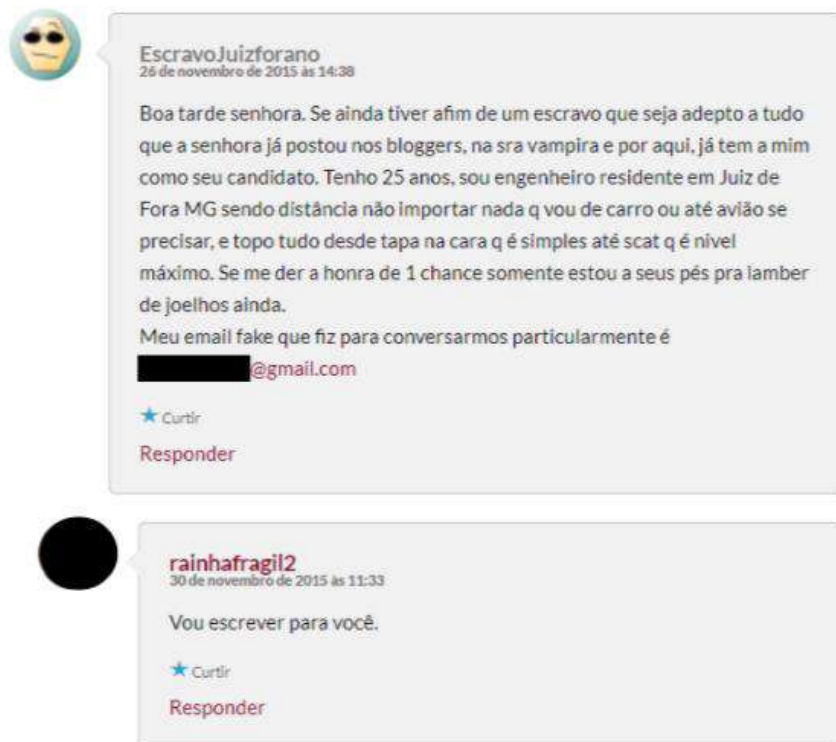 EscravoJuizforano
26 de novembro de 2015 às 14:38
Boa tarde senhora. Se ainda tiver afim de um escravo que seja adepto a tudo
que a senhora já postou nos bloggers, na sra vampira e por aqui, já tem a mim
como seu candidato. Tenho 25 anos, sou engenheiro residente em Juiz de
Fora MG sendo distância não importar nada q vou de carro ou até avião se
precisar, e topo tudo desde tapa na cara q é simples até scat q é nivel
máximo. Se me der a honra de 1 chance somente estou a seus pés pra lamber
de joelhos ainda.
Meu email fake que fiz para conversarmos particularmente é
@gmail.com
Curtir
Responder
rainhafragil2
30 de novembro de 2015 às 11:33
Vou escrever para você.
Curtir
Responder